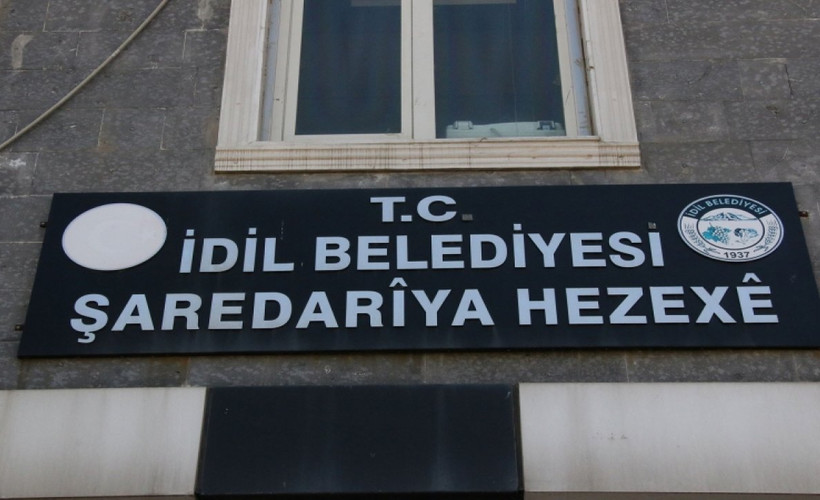 T.C.
İDİL BELEDİYESİ
ŞAREDARÎYA HEZEXÊ
İDİL BELEDİYESİ
1937